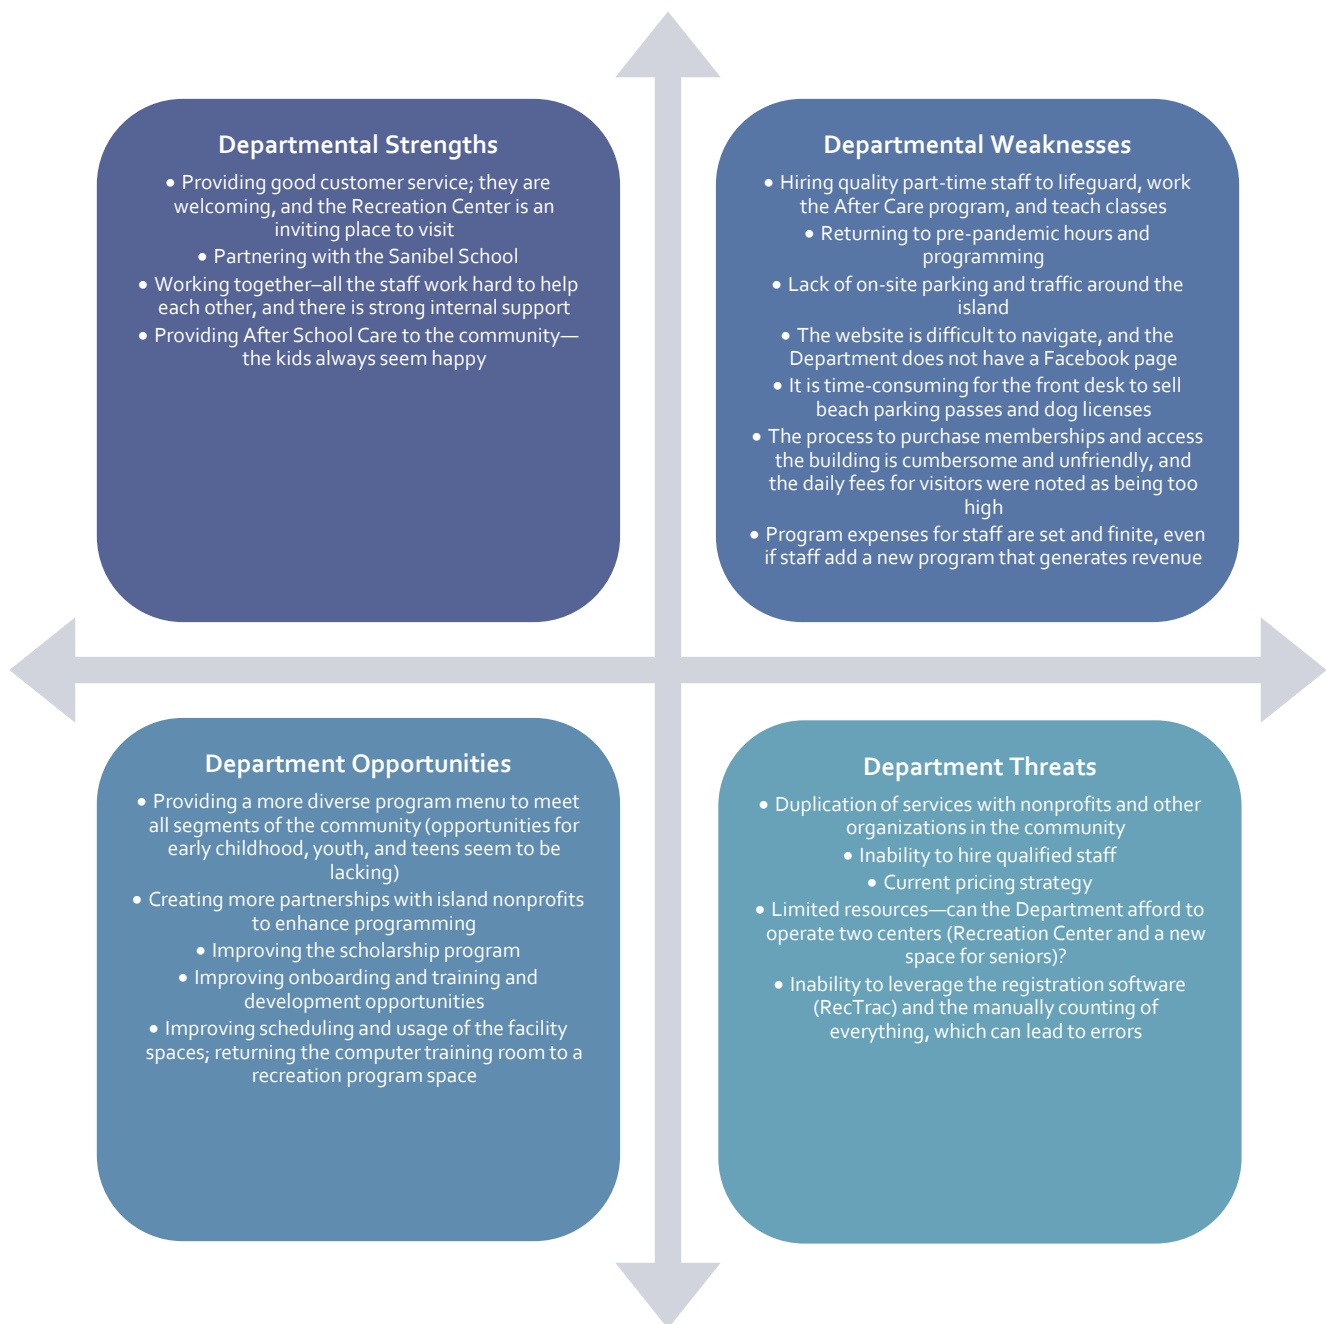 Departmental Strengths
• Providing good customer service; they are
welcoming, and the Recreation Center is an
inviting place to visit
• Partnering with the Sanibel School
• Working together–all the staff work hard to help
each other, and there is strong internal support
• Providing After School Care to the community—
the kids always seem happy
Departmental Weaknesses
• Hiring quality part-time staff to lifeguard, work
the After Care program, and teach classes
• Returning to pre-pandemic hours and
programming
• Lack of on-site parking and traffic around the
island
• The website is difficult to navigate, and the
Department does not have a Facebook page
• It is time-consuming for the front desk to sell
beach parking passes and dog licenses
• The process to purchase memberships and access
the building is cumbersome and unfriendly, and
the daily fees for visitors were noted as being too
high
• Program expenses for staff are set and finite, even
if staff add a new program that generates revenue
Department Opportunities
• Providing a more diverse program menu to meet
all segments of the community (opportunities for
early childhood, youth, and teens seem to be
lacking)
• Creating more partnerships with island nonprofits
to enhance programming
• Improving the scholarship program
• Improving onboarding and training and
development opportunities
• Improving scheduling and usage of the facility
spaces; returning the computer training room to a
recreation program space
Department Threats
• Duplication of services with nonprofits and other
organizations in the community
• Inability to hire qualified staff
• Current pricing strategy
• Limited resources—can the Department afford to
operate two centers (Recreation Center and a new
space for seniors)?
• Inability to leverage the registration software
(RecTrac) and the manually counting of
everything, which can lead to errors